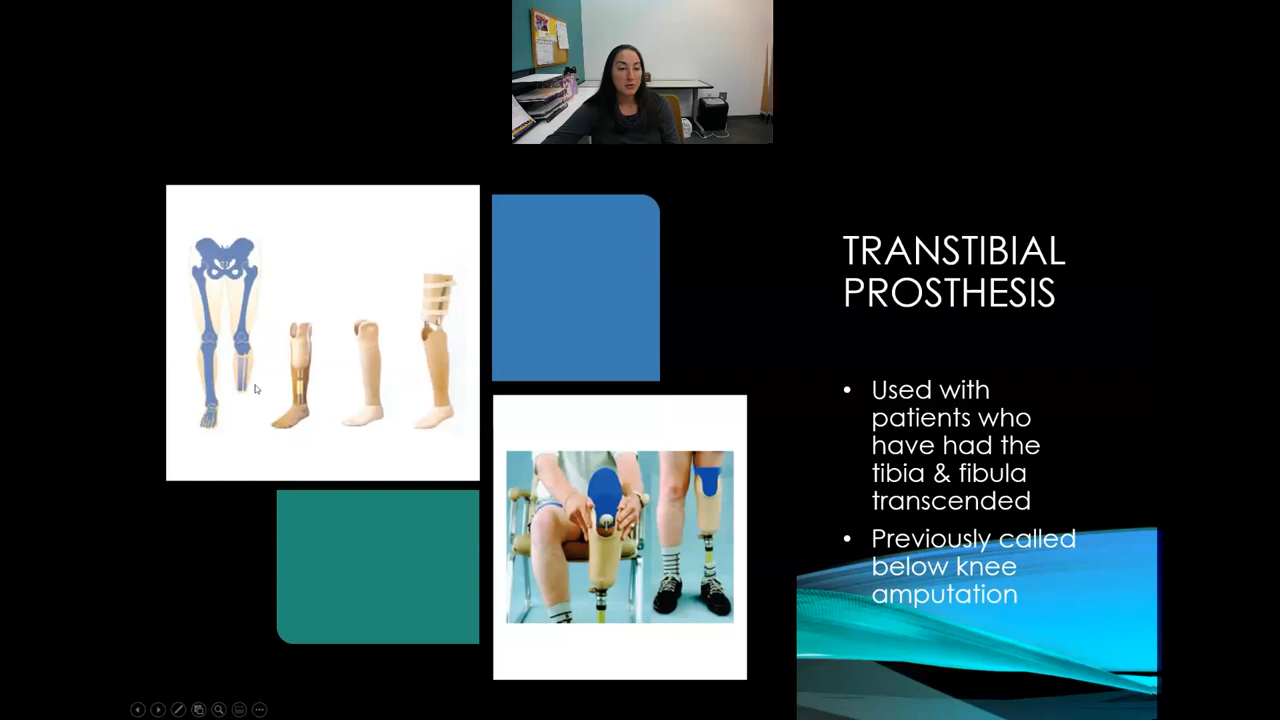 TRANSTIBIAL
PROSTHESIS
• Used with
patients who
have had the
tibia & fibula
transcended
• Previously called
below knee
amputation